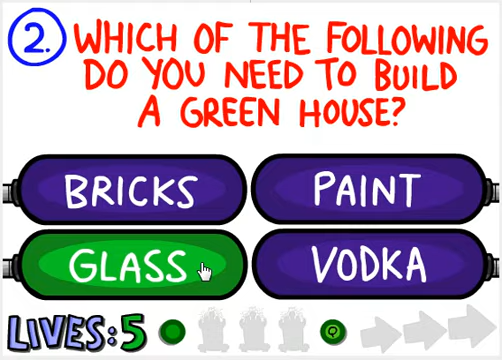 2. WHICH OF THE FOLLOWING
DO YOU NEED TO BUILD
A GREEN HOUSE?
BRICKS
PAINT
GLASS
VODKA
LIVES: 5